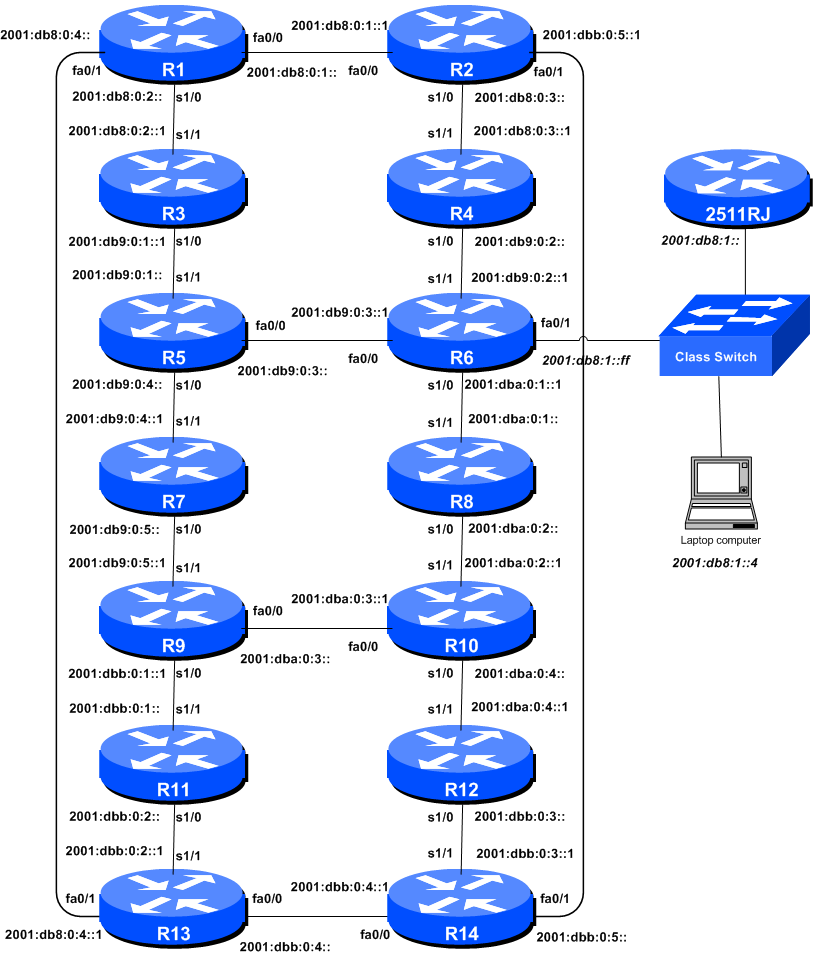 2001:db8:0:4::
fa0/0
2001:db8:0:1::1
2001:dbb:0:5::1
R1
R2
fa0/1
2001:db8:0:1::
fa0/0
fa0/1
2001:db8:0:2::
s1/0
s1/0
2001:db8:0:3::
2001:db8:0:2::1
s1/1
s1/1
2001:db8:0:3::1
R3
R4
2511RJ
2001:db9:0:1::1
s1/0
s1/0
2001:db9:0:2::
2001:db8:1::
2001:db9:0:1::
s1/1
s1/1
2001:db9:0:2::1
2001:db9:0:3::1
fa0/0
fa0/1
R5
fa0/0
R6
2001:db8:1::ff
Class Switch
2001:db9:0:3::
2001:db9:0:4::
s1/0
s1/0
2001:dba:0:1::1
2001:db9:0:4::1
s1/1
s1/1
2001:dba:0:1::
R7
R8
2001:db9:0:5::
s1/0
s1/0
2001:dba:0:2::
Laptop computer
2001:db9:0:5::1
s1/1
s1/1
2001:dba:0:2::1
2001:db8:1::4
2001:dba:0:3::1
fa0/0
R9
fa0/0
R10
2001:dba:0:3::
2001:dbb:0:1::1
s1/0
s1/0
2001:dba:0:4::
2001:dbb:0:1::
s1/1
s1/1
2001:dba:0:4::1
R11
R12
2001:dbb:0:2::
s1/0
s1/0
2001:dbb:0:3::
2001:dbb:0:2::1
s1/1
s1/1
2001:dbb:0:3::1
2001:dbb:0:4::1
fa0/1
fa0/0
fa0/1
R13
R14
2001:db8:0:4::1
fa0/0
2001:dbb:0:5::
2001:dbb:0:4::